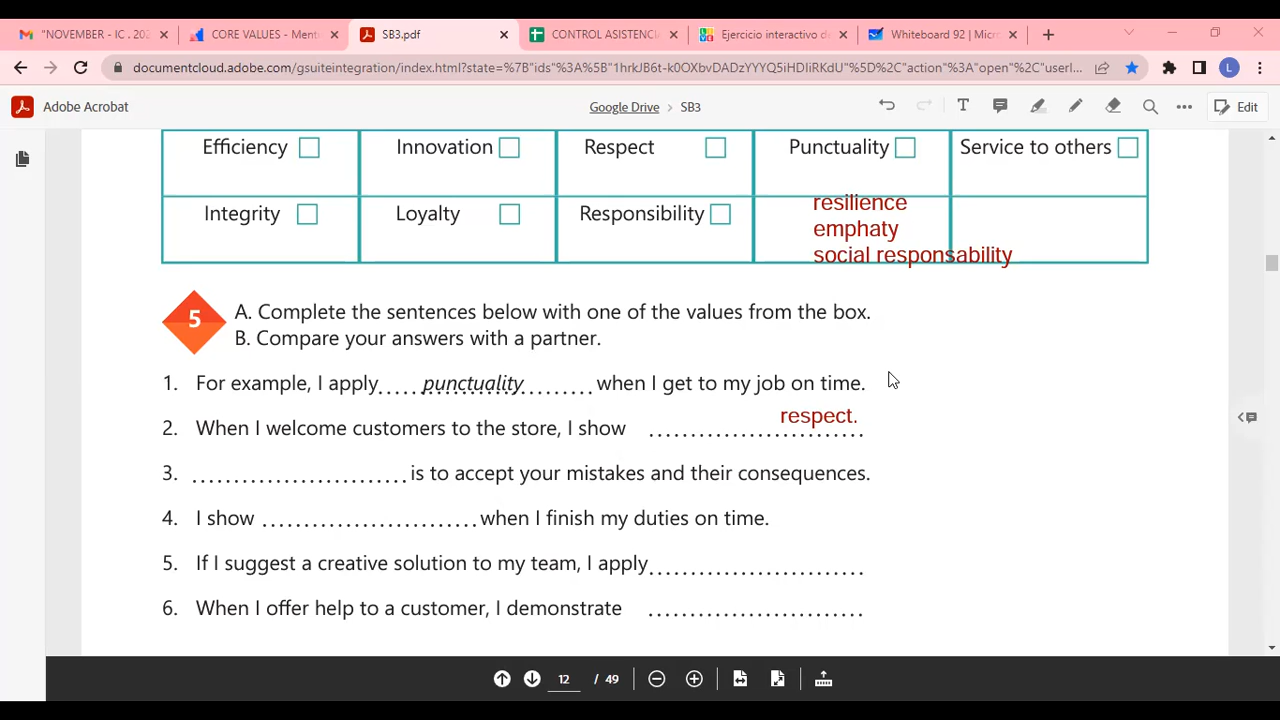 "NOVEMBER - IC . 202
CORE VALUES - Ment
SB3.pdf
CONTROL ASISTENCI
Ejercicio interactivo de
Whiteboard 92 | Micr
documentcloud.adobe.com/gsuiteintegration/index.html?state=%7B"ids"%3A%5B"1hrkJB6t-k0OXbvDADzYYYQ5iHDIiRKdU"%5D%2C"action"%3A"open"%2C"userI...
L
Adobe Acrobat
Google Drive › SB3
Edit
Efficiency Innovation Respect Punctuality Service to others
Integrity Loyalty Responsibility
resilience
emphaty
social responsability
5
A. Complete the sentences below with one of the values from the box.
B. Compare your answers with a partner.
1. For example, I apply.....punctuality........when I get to my job on time.
respect.
2. When I welcome customers to the store, I show ..........................
3. .......................... is to accept your mistakes and their consequences.
4. I show .......................... when I finish my duties on time.
5. If I suggest a creative solution to my team, I apply..........................
6. When I offer help to a customer, I demonstrate ..........................
12 / 49